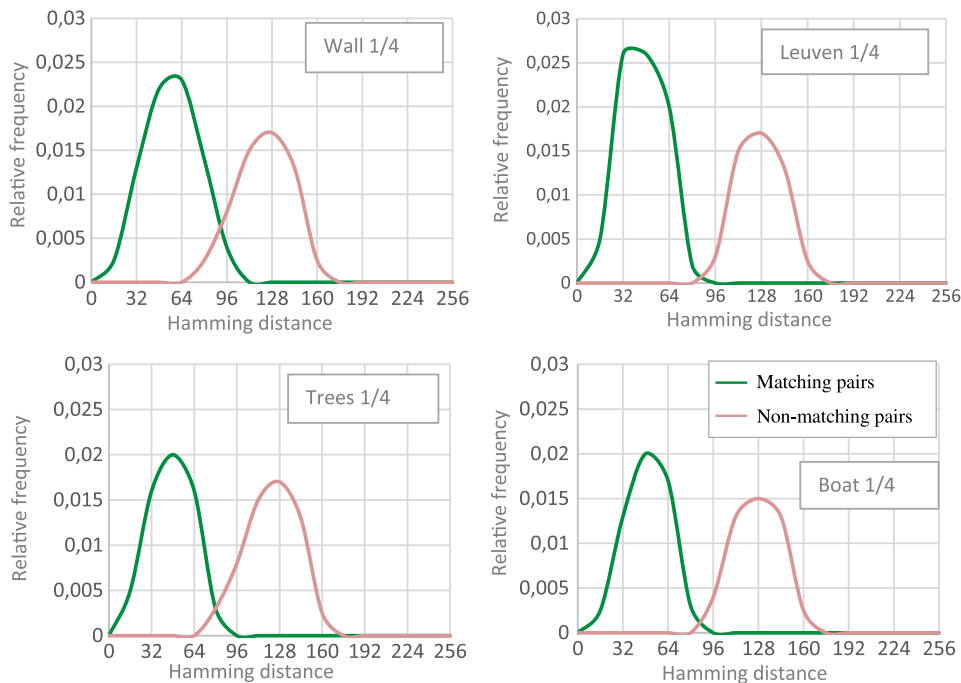 Wall 1/4
Relative frequency
0,03
0,025
0,02
0,015
0,01
0,005
0
0 32 64 96 128 160 192 224 256
Hamming distance
Leuven 1/4
Relative frequency
0,03
0,025
0,02
0,015
0,01
0,005
0
0 32 64 96 128 160 192 224 256
Hamming distance
Trees 1/4
Relative frequency
0,03
0,025
0,02
0,015
0,01
0,005
0
0 32 64 96 128 160 192 224 256
Hamming distance
Matching pairs
Non-matching pairs
Boat 1/4
Relative frequency
0,03
0,025
0,02
0,015
0,01
0,005
0
0 32 64 96 128 160 192 224 256
Hamming distance